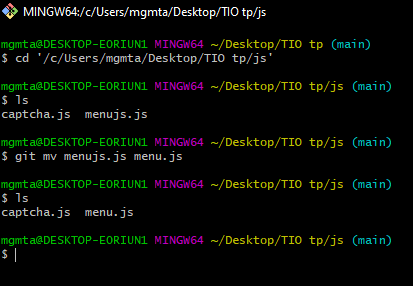 MINGW64:/c/Users/mgmta/Desktop/TIO tp/js
mgmta@DESKTOP-EORIUN1 MINGW64 ~/Desktop/TIO tp (main)
$ cd '/c/Users/mgmta/Desktop/TIO tp/js'
mgmta@DESKTOP-EORIUN1 MINGW64 ~/Desktop/TIO tp/js (main)
$ ls
captcha.js  menujs.js
mgmta@DESKTOP-EORIUN1 MINGW64 ~/Desktop/TIO tp/js (main)
$ git mv menujs.js menu.js
mgmta@DESKTOP-EORIUN1 MINGW64 ~/Desktop/TIO tp/js (main)
$ ls
captcha.js  menu.js
mgmta@DESKTOP-EORIUN1 MINGW64 ~/Desktop/TIO tp/js (main)
$